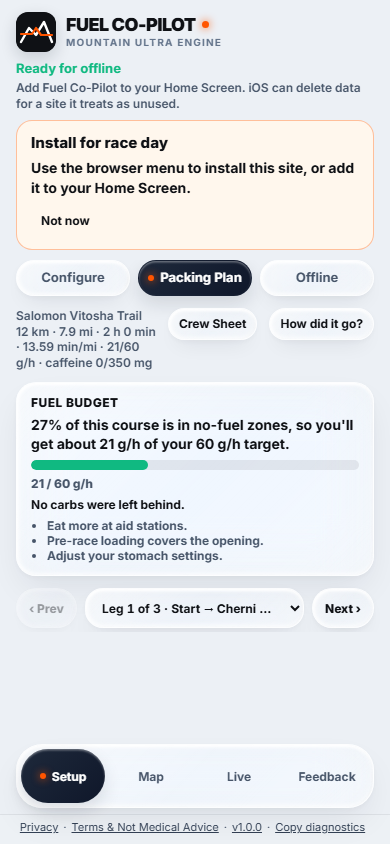 FUEL CO-PILOT
MOUNTAIN ULTRA ENGINE
Ready for offline
Add Fuel Co-Pilot to your Home Screen. iOS can delete data
for a site it treats as unused.
Install for race day
Use the browser menu to install this site, or add
it to your Home Screen.
Not now
Configure
Packing Plan
Offline
Salomon Vitosha Trail
12 km · 7.9 mi · 2 h 0 min
· 13.59 min/mi · 21/60
g/h · caffeine 0/350 mg
Crew Sheet
How did it go?
FUEL BUDGET
27% of this course is in no-fuel zones, so you'll
get about 21 g/h of your 60 g/h target.
21 / 60 g/h
No carbs were left behind.
• Eat more at aid stations.
• Pre-race loading covers the opening.
• Adjust your stomach settings.
‹ Prev
Leg 1 of 3 · Start → Cherni ...
Next ›
Setup
Map
Live
Feedback
Privacy · Terms & Not Medical Advice · v1.0.0 · Copy diagnostics